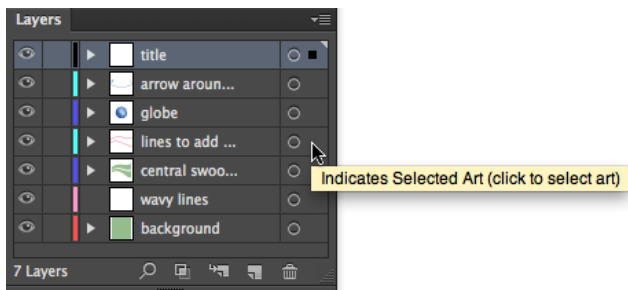 Layers
title
arrow aroun...
globe
lines to add ...
central swoo...
Indicates Selected Art (click to select art)
wavy lines
background
7 Layers